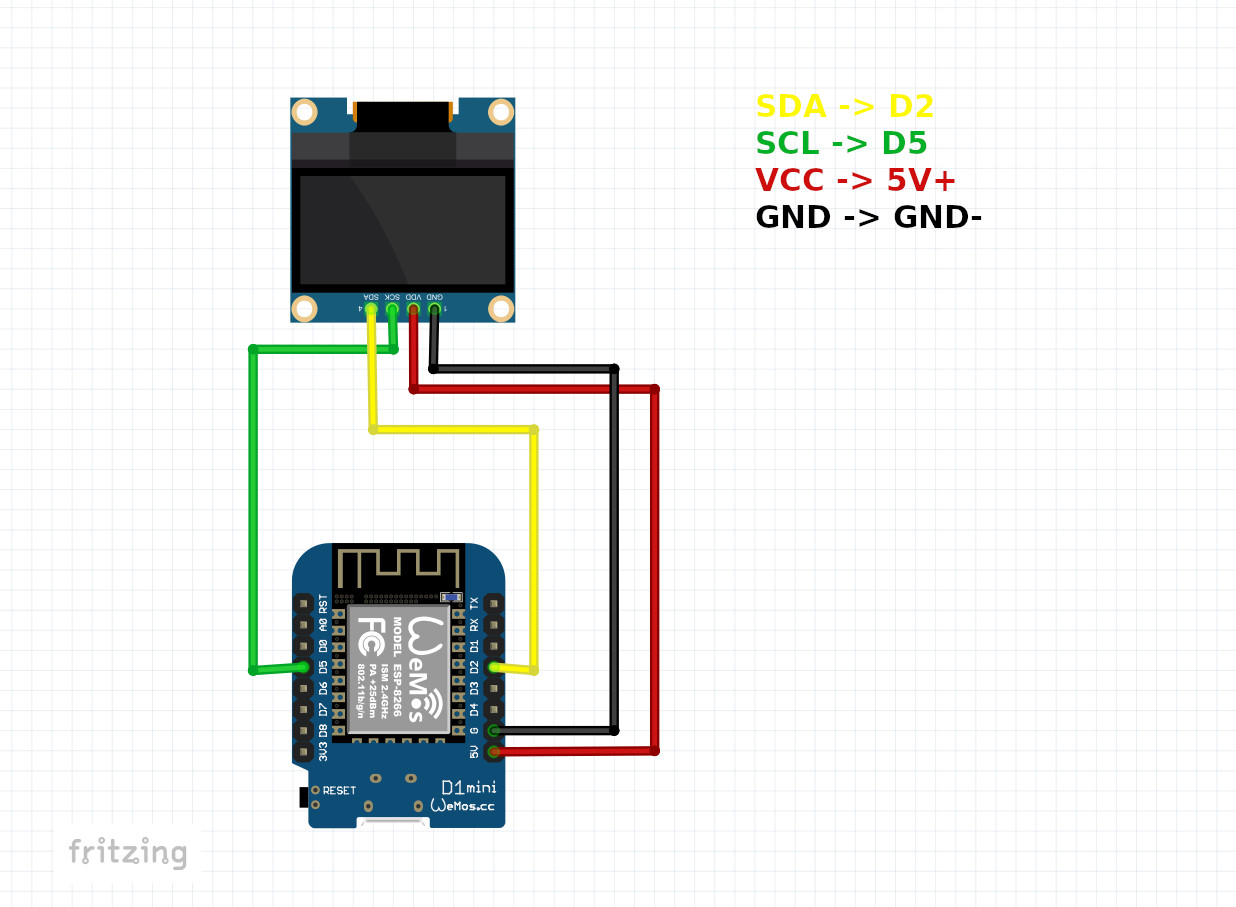 SDA -> D2
SCL -> D5
VCC -> 5V+
GND -> GND-
SDA
SCK
VDD
GND
4
1
RST
A0
D0
D5
D6
D7
D8
3V3
TX
RX
D1
D2
D3
D4
G
5V
WeMos
FC
MODEL ESP-8266
ISM 2.4GHz
PA +25dBm
802.11b/g/n
RESET
D1 mini
WeMos.cc
fritzing